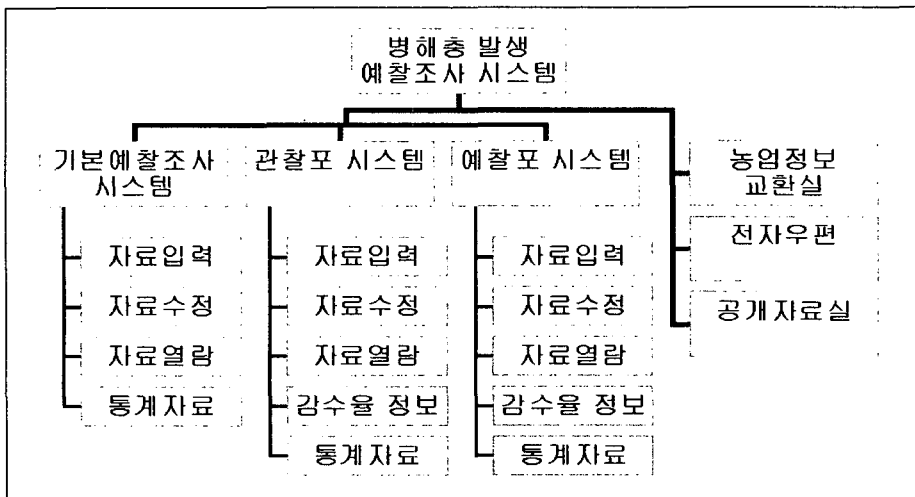 병해충 발생
예찰조사 시스템
기본예찰조사
시스템
자료입력
자료수정
자료열람
통계자료
관찰포 시스템
자료입력
자료수정
자료열람
감수율 정보
통계자료
예찰포 시스템
자료입력
자료수정
자료열람
감수율 정보
통계자료
농업정보
교환실
전자우편
공개자료실